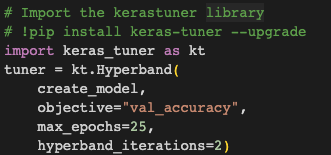 # Import the kerastuner library
# !pip install keras-tuner --upgrade
import keras_tuner as kt
tuner = kt.Hyperband(
    create_model,
    objective="val_accuracy",
    max_epochs=25,
    hyperband_iterations=2)